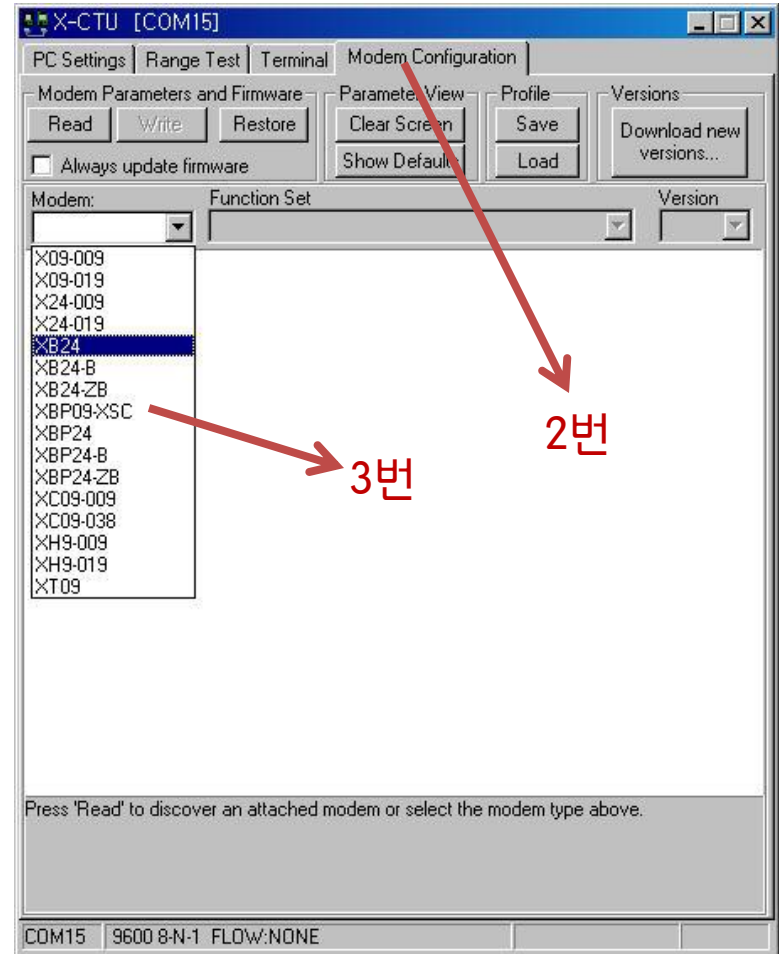 X-CTU [COM15]
PC Settings Range Test Terminal Modem Configuration
Modem Parameters and Firmware Parameter View Profile Versions
Read Write Restore Clear Screen Save Download new versions...
Always update firmware Show Defaults Load
Modem: Function Set Version
X09-009
X09-019
X24-009
X24-019
XB24
XB24-B
XB24-ZB
XBP09-XSC
XBP24
XBP24-B
XBP24-ZB
XC09-009
XC09-038
XH9-009
XH9-019
XT09
2번
3번
Press 'Read' to discover an attached modem or select the modem type above.
COM15 9600 8-N-1 FLOW:NONE